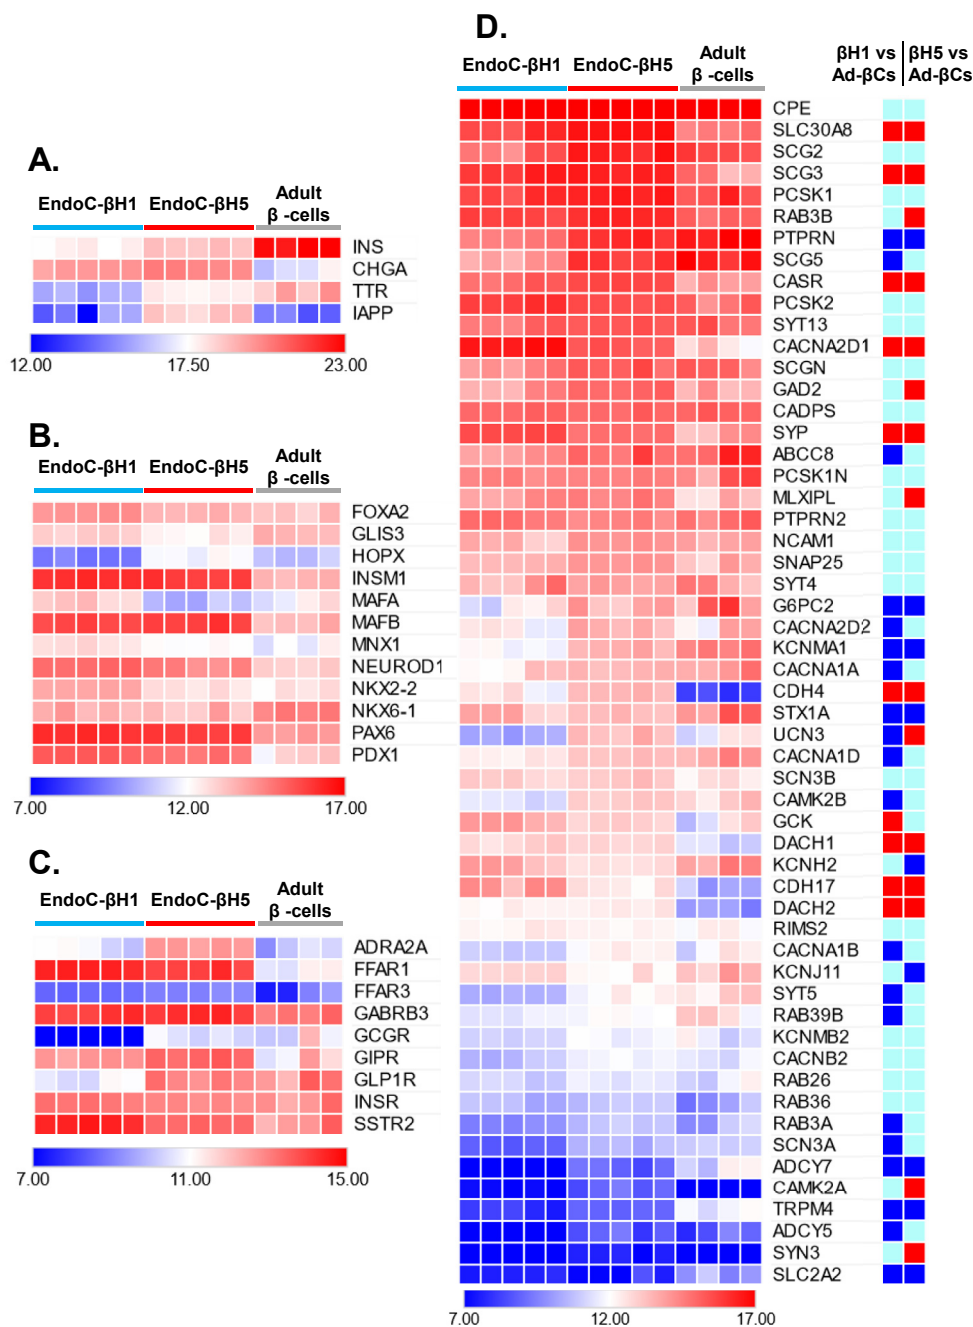 A.
EndoC-βH1 EndoC-βH5 Adult
β -cells
INS
CHGA
TTR
IAPP
12.00 17.50 23.00
B.
EndoC-βH1 EndoC-βH5 Adult
β -cells
FOXA2
GLIS3
HOPX
INSM1
MAFA
MAFB
MNX1
NEUROD1
NKX2-2
NKX6-1
PAX6
PDX1
7.00 12.00 17.00
C.
EndoC-βH1 EndoC-βH5 Adult
β -cells
ADRA2A
FFAR1
FFAR3
GABRB3
GCGR
GIPR
GLP1R
INSR
SSTR2
7.00 11.00 15.00
D.
EndoC-βH1 EndoC-βH5 Adult
β -cells
βH1 vs βH5 vs
Ad-βCs Ad-βCs
CPE
SLC30A8
SCG2
SCG3
PCSK1
RAB3B
PTPRN
SCG5
CASR
PCSK2
SYT13
CACNA2D1
SCGN
GAD2
CADPS
SYP
ABCC8
PCSK1N
MLXIPL
PTPRN2
NCAM1
SNAP25
SYT4
G6PC2
CACNA2D2
KCNMA1
CACNA1A
CDH4
STX1A
UCN3
CACNA1D
SCN3B
CAMK2B
GCK
DACH1
KCNH2
CDH17
DACH2
RIMS2
CACNA1B
KCNJ11
SYT5
RAB39B
KCNMB2
CACNB2
RAB26
RAB36
RAB3A
SCN3A
ADCY7
CAMK2A
TRPM4
ADCY5
SYN3
SLC2A2
7.00 12.00 17.00